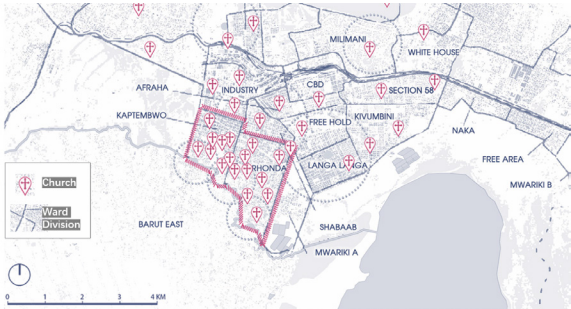 MILIMANI
WHITE HOUSE
AFRAHA
INDUSTRY
CBD
SECTION 58
KAPTEMBWO
FREE HOLD
KIVUMBINI
NAKA
FREE AREA
RHONDA
LANGA LANGA
MWARIKI B
Church
Ward
Division
BARUT EAST
SHABAAB
MWARIKI A
0 1 2 3 4 KM